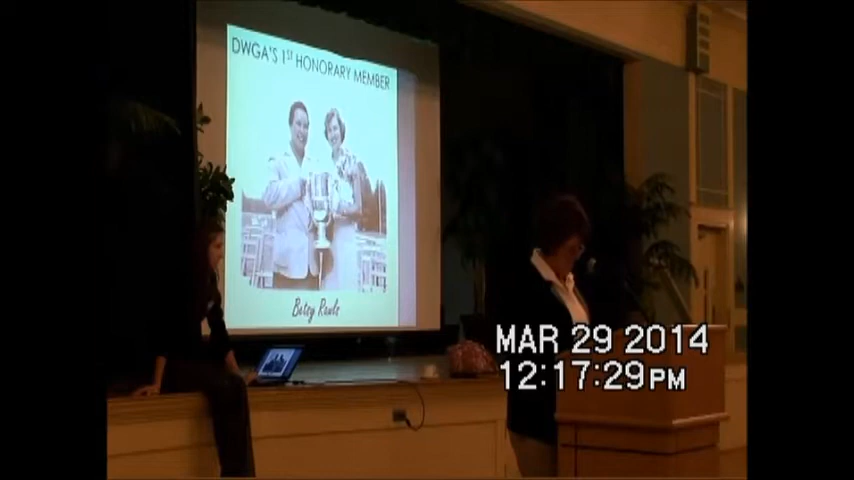 DWGA'S 1ST HONORARY MEMBER
Betsy Rawls
MAR 29 2014
12:17:29PM